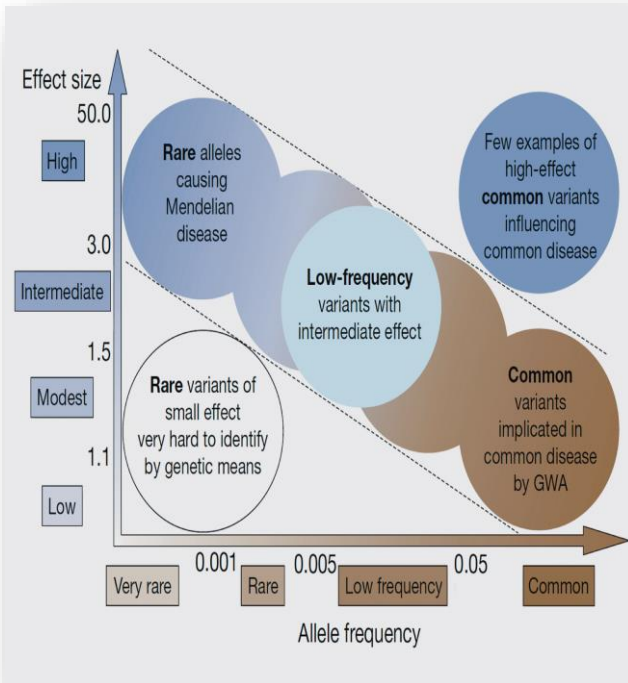 Effect size
50.0
High
3.0
Intermediate
1.5
Modest
1.1
Low
Rare alleles
causing
Mendelian
disease
Few examples of
high-effect
common variants
influencing
common disease
Low-frequency
variants with
intermediate effect
Rare variants of
small effect
very hard to identify
by genetic means
Common
variants
implicated in
common disease
by GWA
0.001
0.005
0.05
Very rare
Rare
Low frequency
Common
Allele frequency